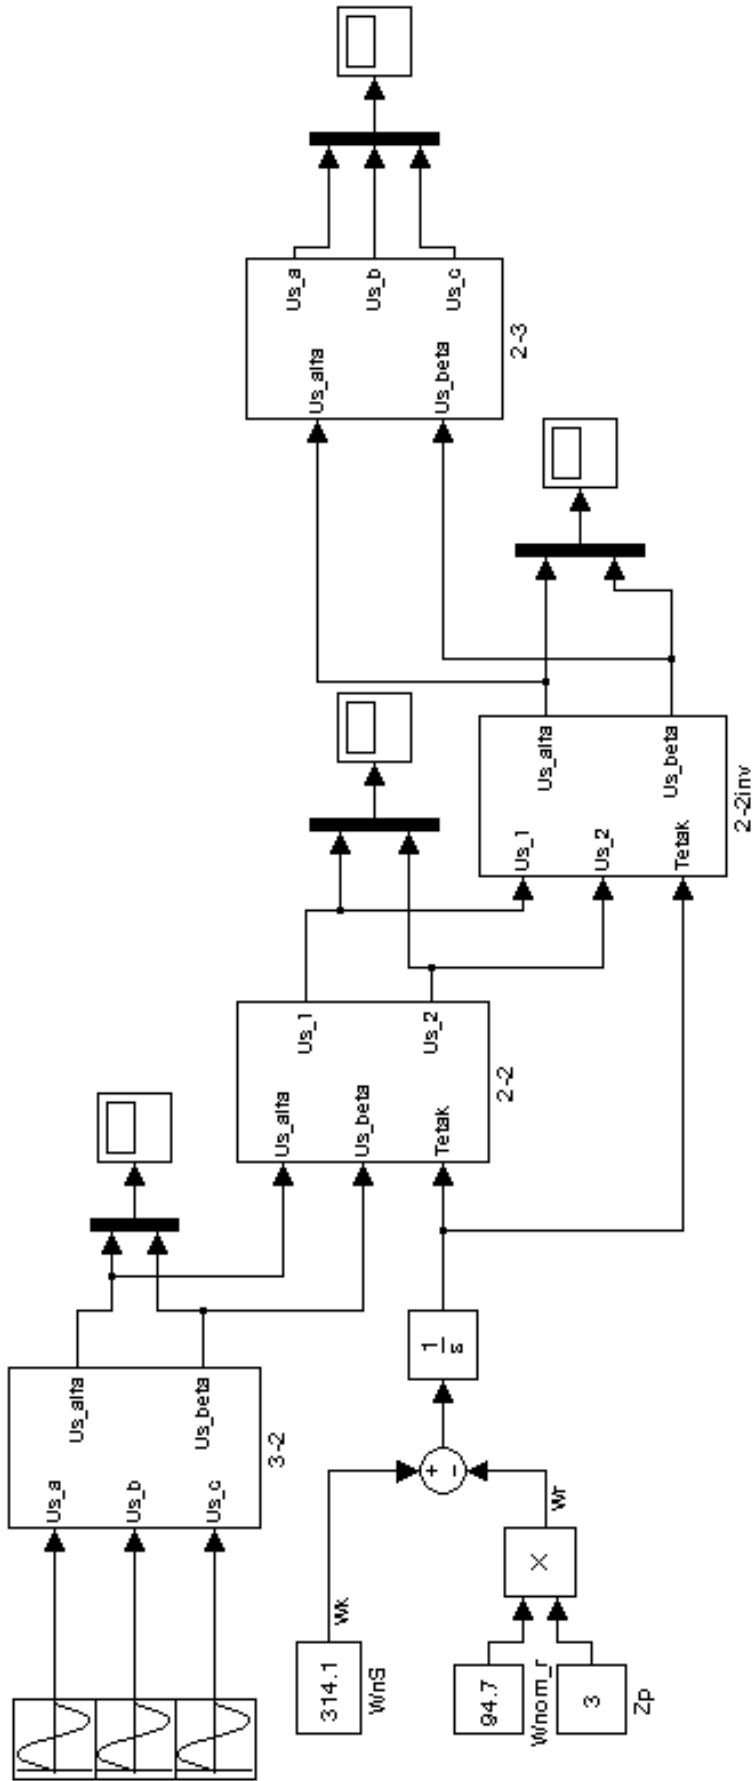 Us_a
Us_b
Us_c
Us_alfa
Us_beta
3-2
314.1
WnS
Wk
94.7
Wnom_r
3
Zp
×
Wr
+
−
1
s
Us_alfa
Us_beta
Tetak
Us_1
Us_2
2-2
Us_1
Us_2
Tetak
Us_alfa
Us_beta
2-2inv
Us_alfa
Us_beta
Us_a
Us_b
Us_c
2-3